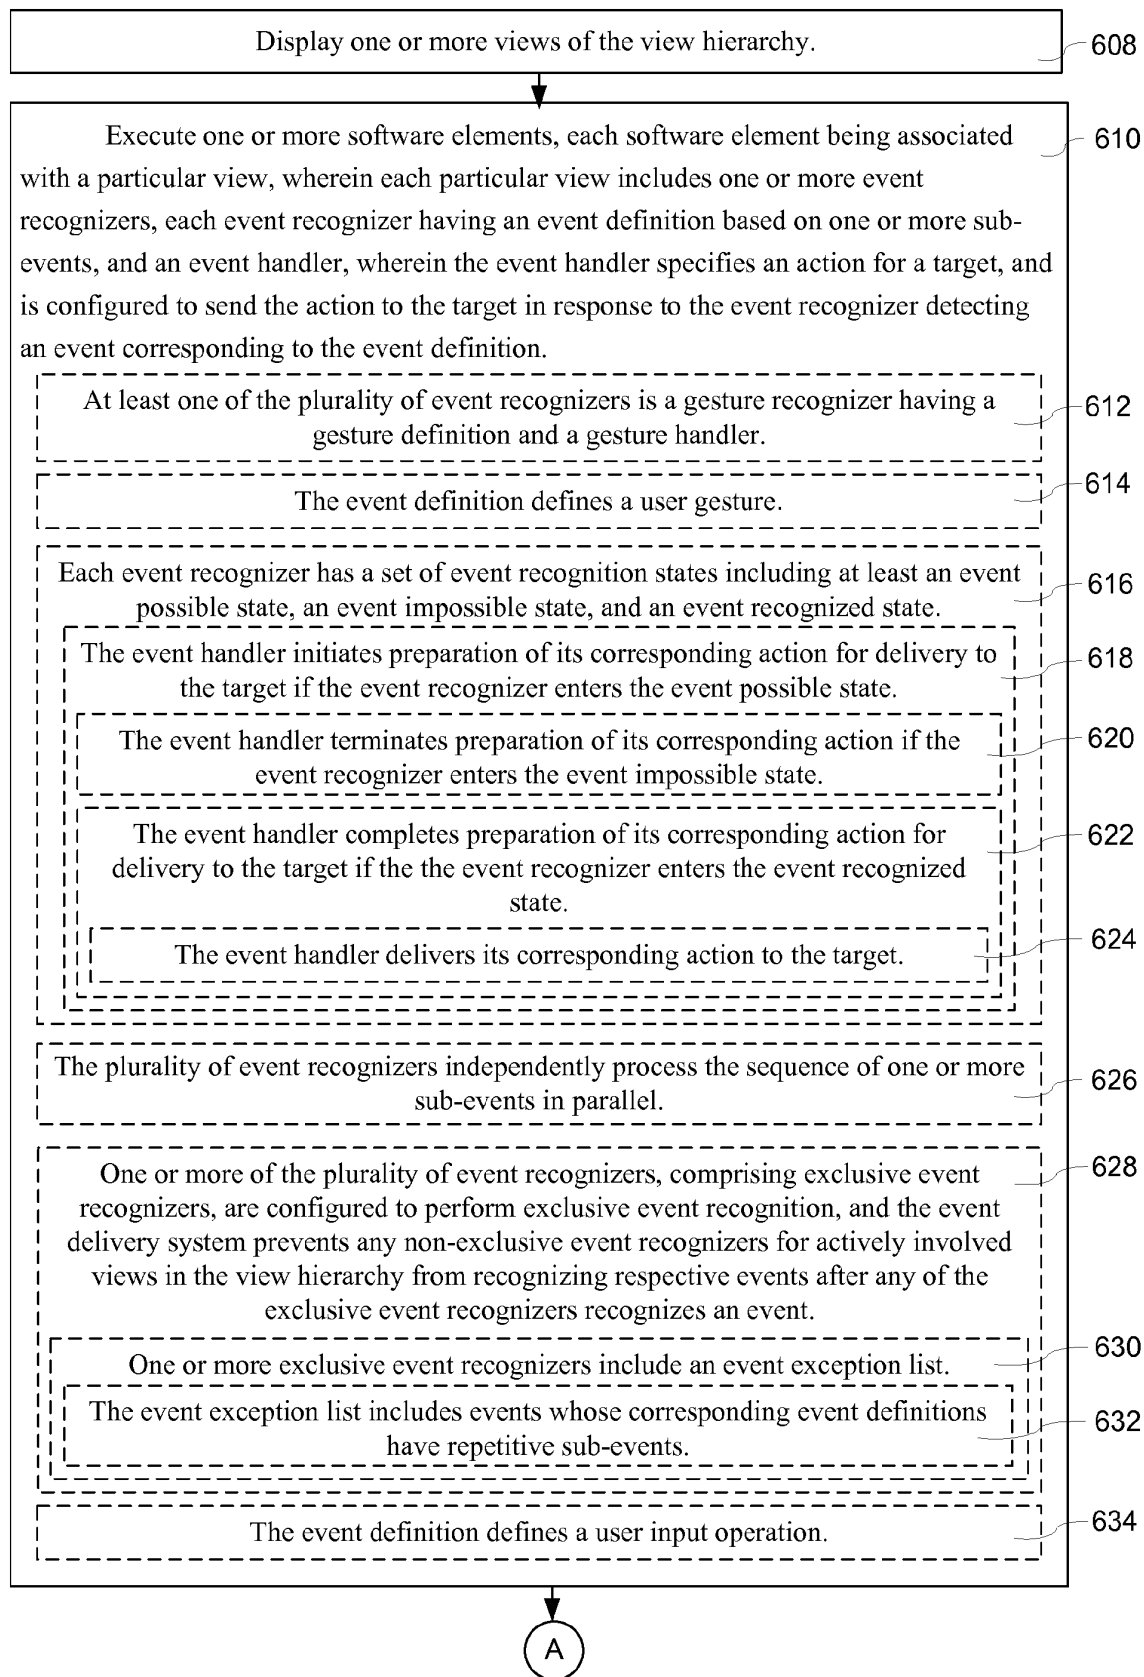 Display one or more views of the view hierarchy.
608
Execute one or more software elements, each software element being associated
610
with a particular view, wherein each particular view includes one or more event
recognizers, each event recognizer having an event definition based on one or more sub-
events, and an event handler, wherein the event handler specifies an action for a target, and
is configured to send the action to the target in response to the event recognizer detecting
an event corresponding to the event definition.
At least one of the plurality of event recognizers is a gesture recognizer having a
612
gesture definition and a gesture handler.
614
The event definition defines a user gesture.
Each event recognizer has a set of event recognition states including at least an event
616
possible state, an event impossible state, and an event recognized state.
The event handler initiates preparation of its corresponding action for delivery to
618
the target if the event recognizer enters the event possible state.
The event handler terminates preparation of its corresponding action if the
620
event recognizer enters the event impossible state.
The event handler completes preparation of its corresponding action for
622
delivery to the target if the the event recognizer enters the event recognized
state.
The event handler delivers its corresponding action to the target.
624
The plurality of event recognizers independently process the sequence of one or more
626
sub-events in parallel.
One or more of the plurality of event recognizers, comprising exclusive event
628
recognizers, are configured to perform exclusive event recognition, and the event
delivery system prevents any non-exclusive event recognizers for actively involved
views in the view hierarchy from recognizing respective events after any of the
exclusive event recognizers recognizes an event.
One or more exclusive event recognizers include an event exception list.
630
The event exception list includes events whose corresponding event definitions
632
have repetitive sub-events.
The event definition defines a user input operation.
634
A